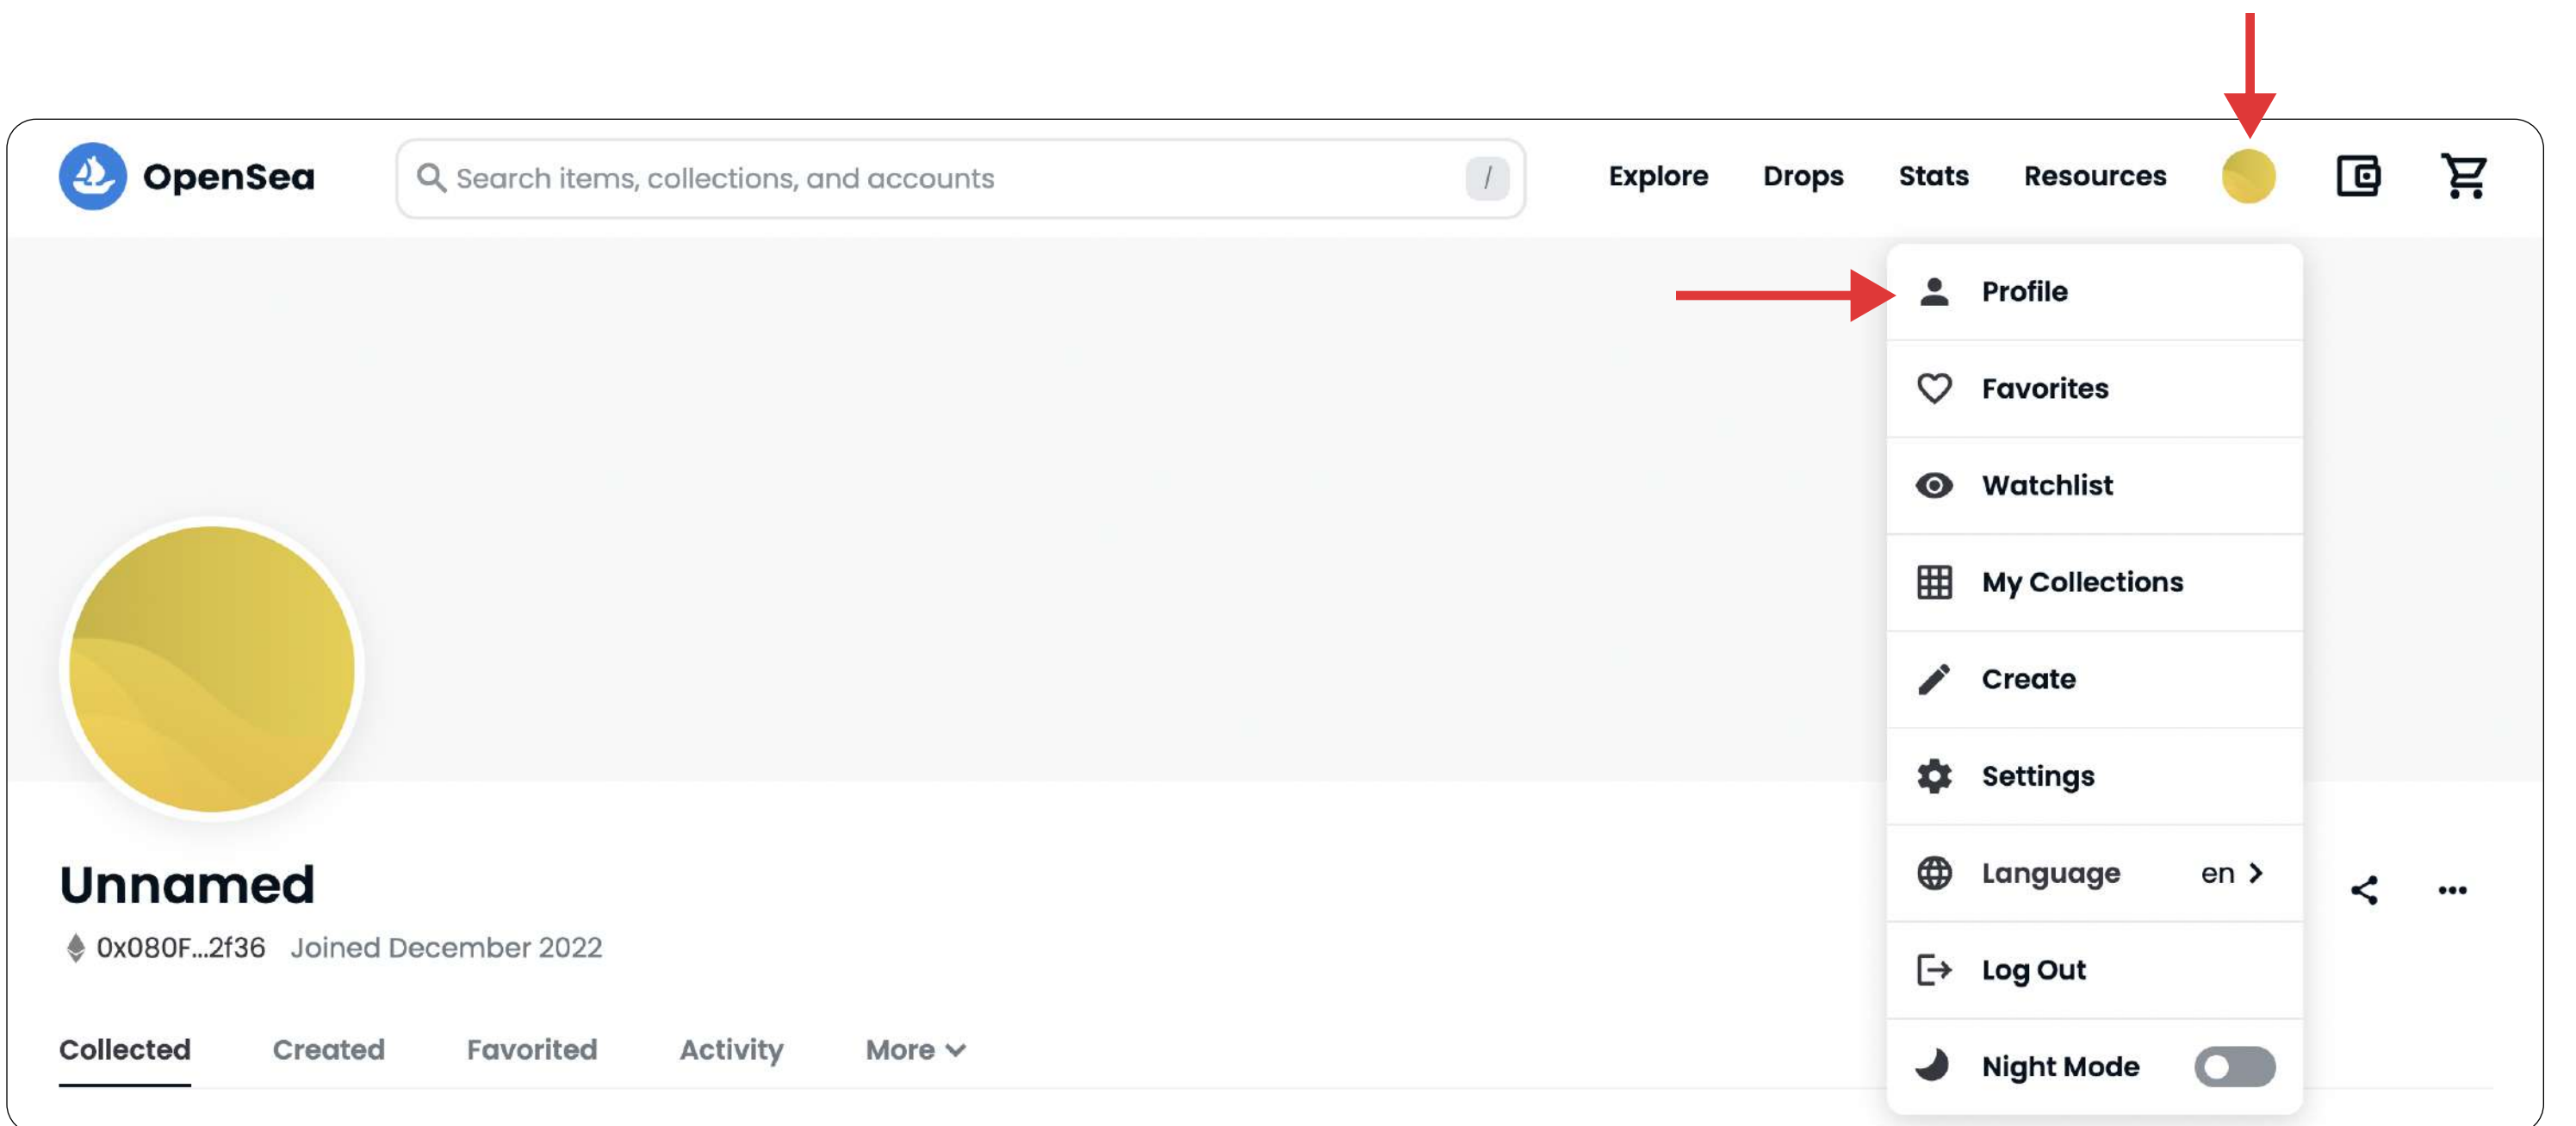 OpenSea
Search items, collections, and accounts
/
Explore
Drops
Stats
Resources
Profile
Favorites
Watchlist
My Collections
Create
Settings
Language en
Log Out
Night Mode
Unnamed
0x080F...2f36 Joined December 2022
Collected Created Favorited Activity More